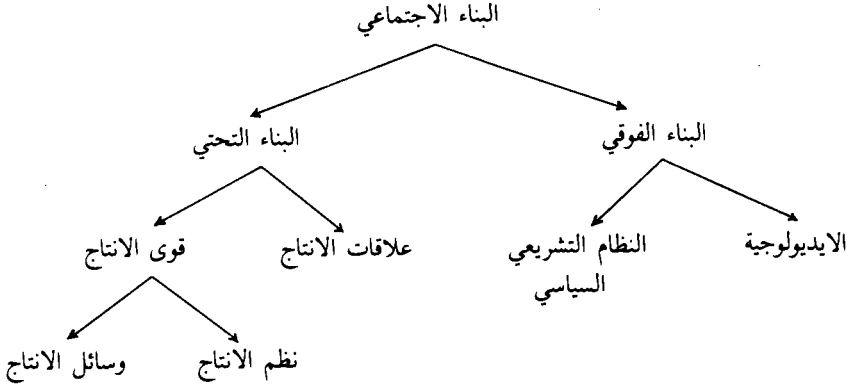 البناء الاجتماعي
البناء الفوقي
البناء التحتي
الايديولوجية
النظام التشريعي
السياسي
علاقات الانتاج
قوى الانتاج
نظم الانتاج
وسائل الانتاج